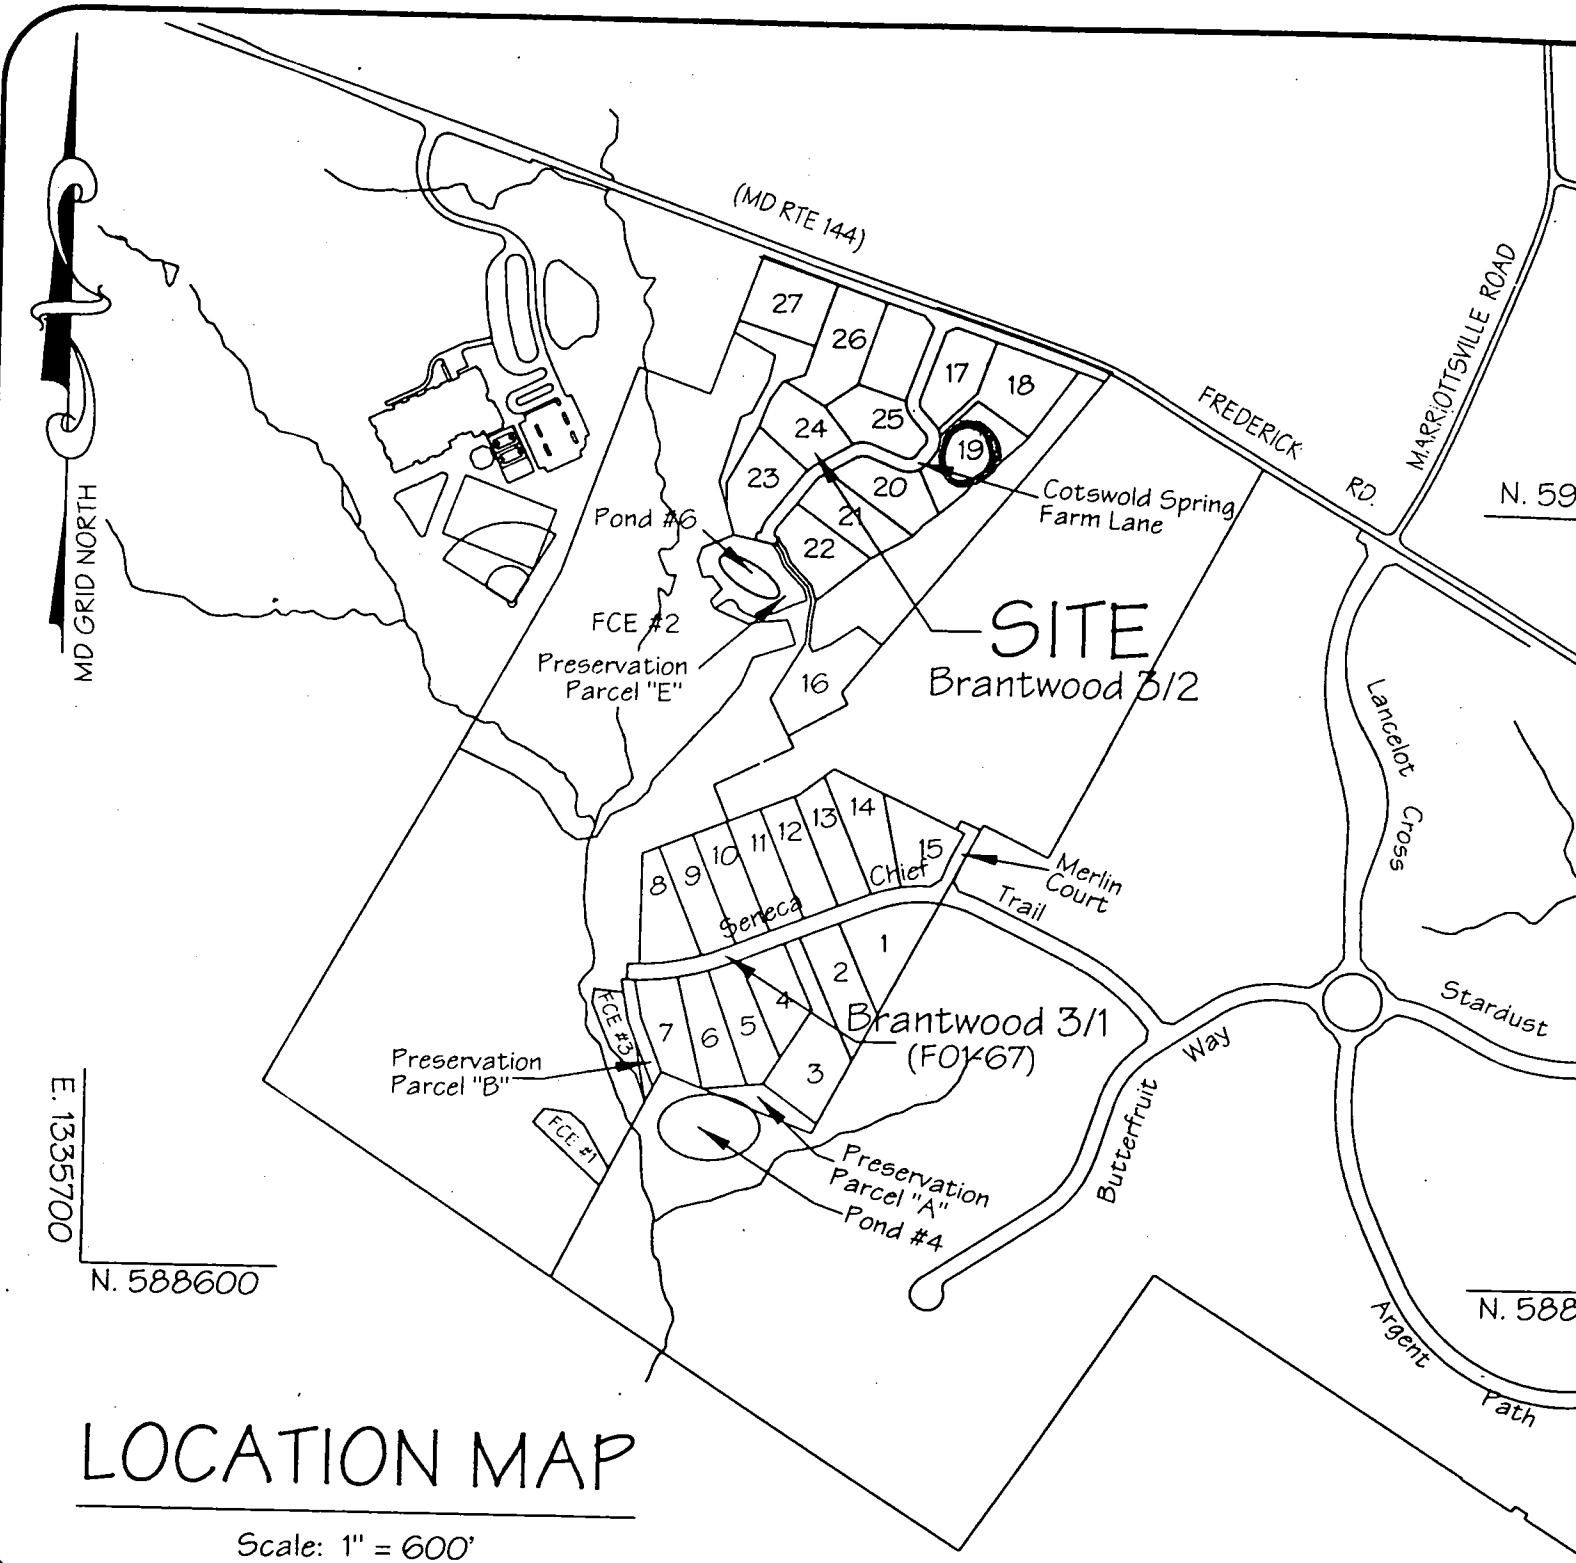 (MD RTE 144)
MARRIOTTSVILLE ROAD
FREDERICK
RD.
N. 59
MD GRID NORTH
27
26
17
18
25
24
19
23
20
21
22
Cotswold Spring
Farm Lane
Pond #6
FCE #2
Preservation
Parcel "E"
16
SITE
Brantwood 3/2
Lancelot Cross
14
13
12
11
10
9
8
15
Chief
Merlin
Court
Seneca
Trail
1
2
4
5
6
7
3
FCE #3
Brantwood 3/1
(F01-67)
Stardust
Way
Butterfruit
Preservation
Parcel "B"
FCE #1
Preservation
Parcel "A"
Pond #4
E. 1335700
N. 588600
N. 588
Argent
Path
LOCATION MAP
Scale: 1" = 600'